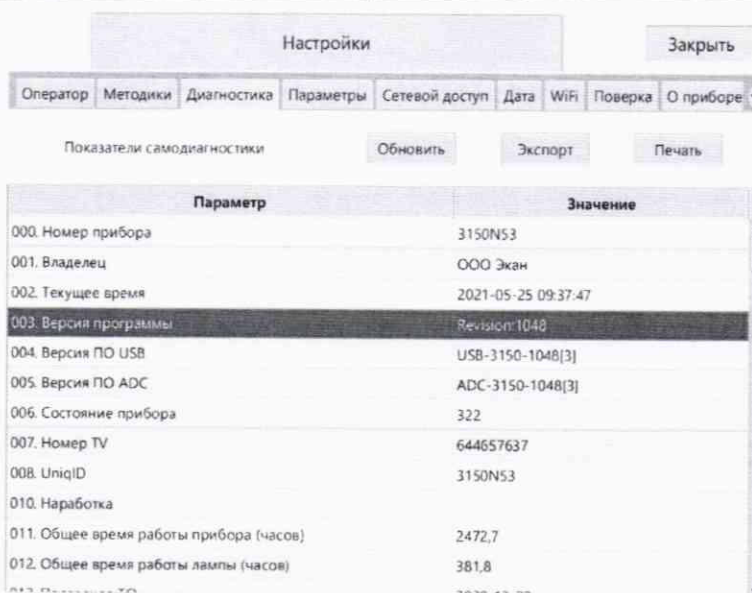 Настройки
Закрыть
Оператор Методики Диагностика Параметры Сетевой доступ Дата WiFi Поверка О приборе
Показатели самодиагностики Обновить Экспорт Печать
Параметр Значение
000. Номер прибора 3150N53
001. Владелец ООО Экан
002. Текущее время 2021-05-25 09:37:47
003. Версия программы Revision:1048
004. Версия ПО USB USB-3150-1048[3]
005. Версия ПО ADC ADC-3150-1048[3]
006. Состояние прибора 322
007. Номер TV 644657637
008. UniqID 3150N53
010. Наработка
011. Общее время работы прибора (часов) 2472,7
012. Общее время работы лампы (часов) 381,8